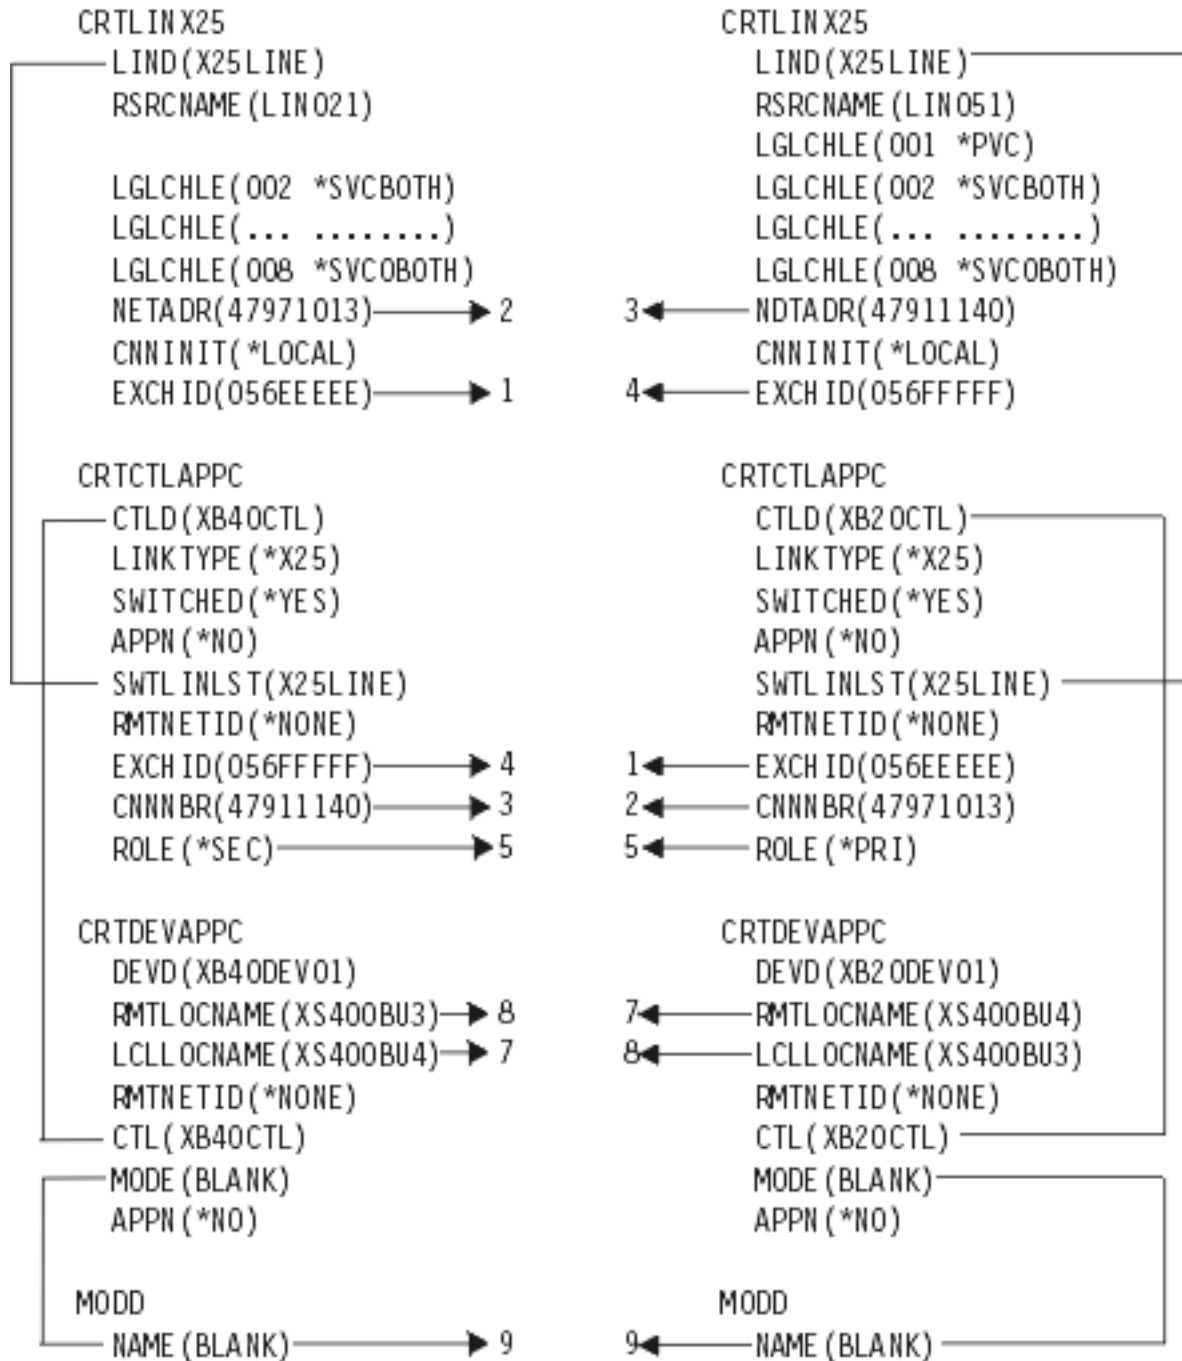 CRTLINX25
LIND(X25LINE)
RSRCNAME(LIN021)
LGLCHLE(002 *SVCBOTH)
LGLCHLE(... ........)
LGLCHLE(008 *SVCOBOTH)
NETADR(47971013) 2
CNNINIT(*LOCAL)
EXCHID(056EEEEE) 1
CRTCTLAPPC
CTLD(XB40CTL)
LINKTYPE(*X25)
SWITCHED(*YES)
APPN(*NO)
SWTLINLST(X25LINE)
RMTNETID(*NONE)
EXCHID(056FFFFF) 4
CNNNBR(47911140) 3
ROLE(*SEC) 5
CRTDEVAPPC
DEVD(XB40DEV01)
RMTLOCNAME(XS400BU3) 8
LCLLOCNAME(XS400BU4) 7
RMTNETID(*NONE)
CTL(XB40CTL)
MODE(BLANK)
APPN(*NO)
MODD
NAME(BLANK) 9
CRTLINX25
LIND(X25LINE)
RSRCNAME(LIN051)
LGLCHLE(001 *PVC)
LGLCHLE(002 *SVCBOTH)
LGLCHLE(... ........)
LGLCHLE(008 *SVCOBOTH)
3 NDTADR(47911140)
CNNINIT(*LOCAL)
4 EXCHID(056FFFFF)
CRTCTLAPPC
CTLD(XB20CTL)
LINKTYPE(*X25)
SWITCHED(*YES)
APPN(*NO)
SWTLINLST(X25LINE)
RMTNETID(*NONE)
1 EXCHID(056EEEEE)
2 CNNNBR(47971013)
5 ROLE(*PRI)
CRTDEVAPPC
DEVD(XB20DEV01)
7 RMTLOCNAME(XS400BU4)
8 LCLLOCNAME(XS400BU3)
RMTNETID(*NONE)
CTL(XB20CTL)
MODE(BLANK)
APPN(*NO)
MODD
9 NAME(BLANK)